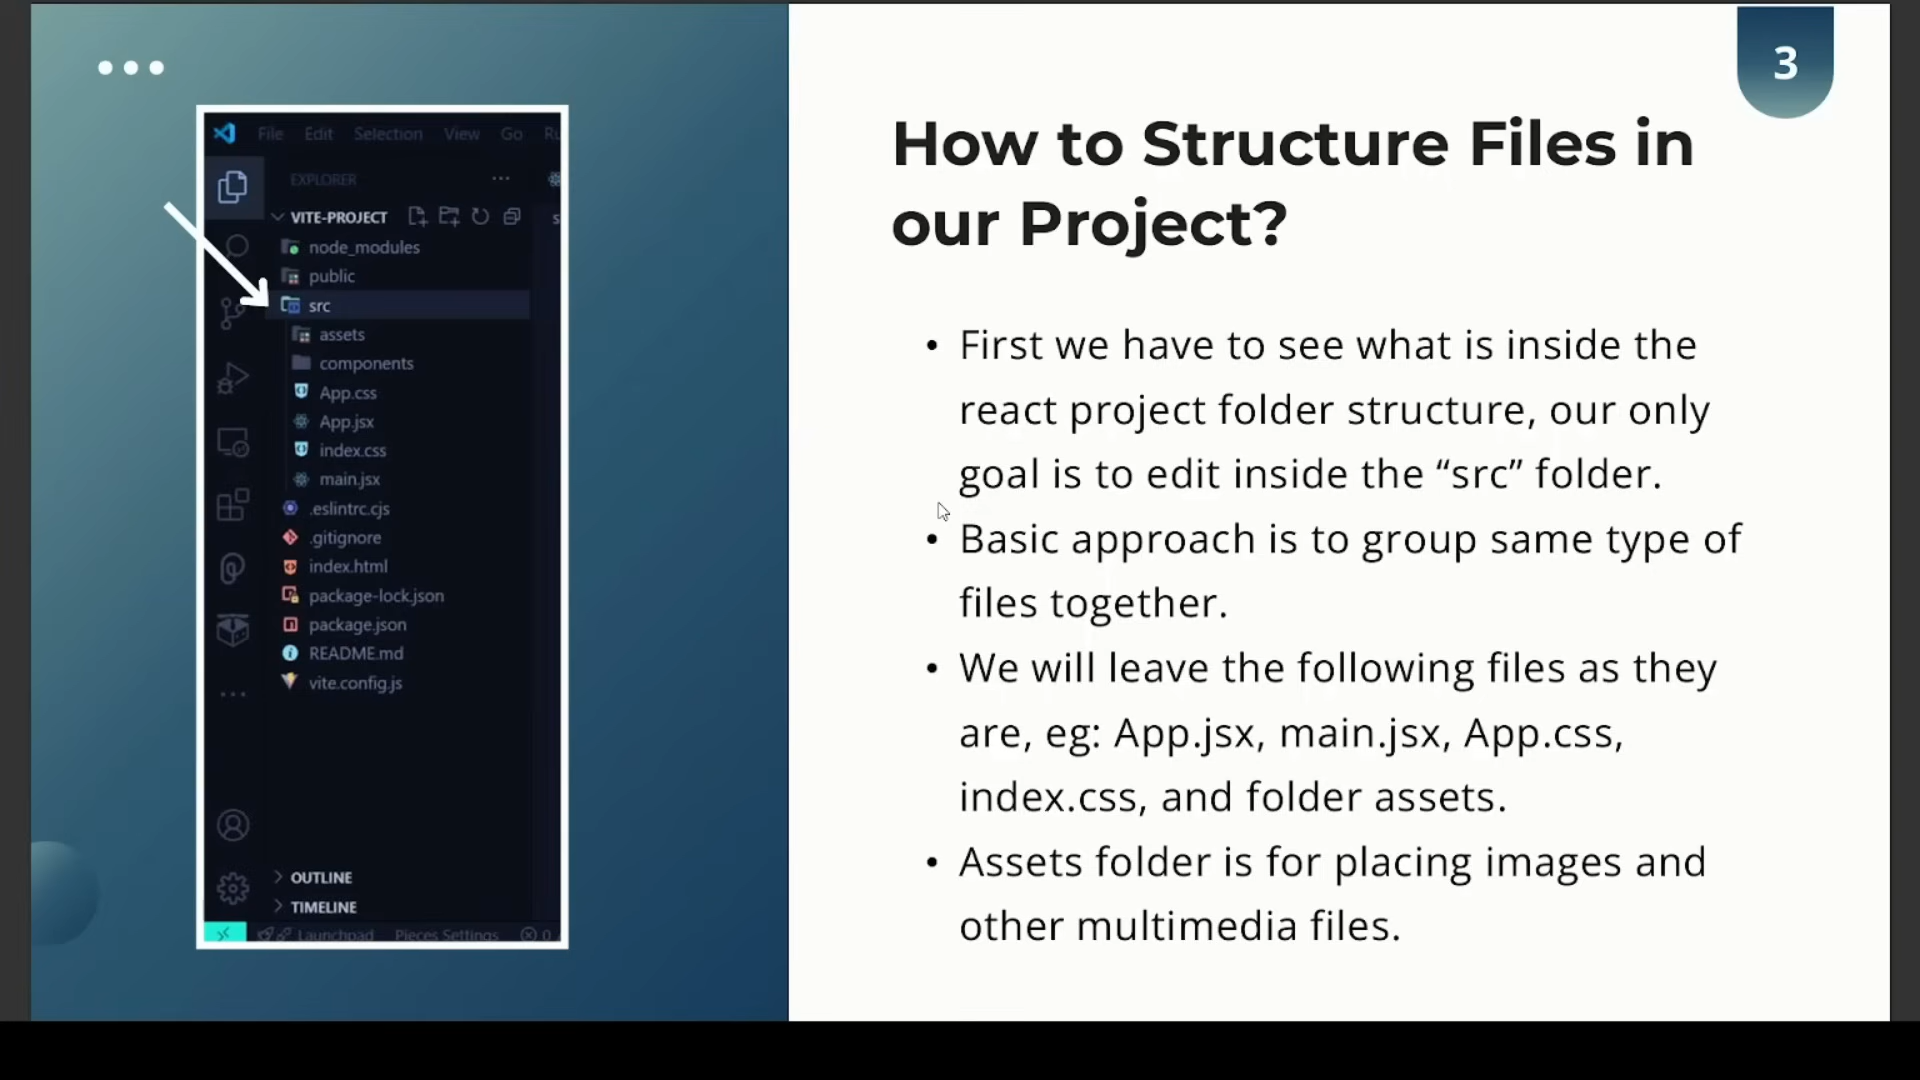 3
File Edit Selection View Go
EXPLORER
VITE-PROJECT
node_modules
public
src
assets
components
App.css
App.jsx
index.css
main.jsx
.eslintrc.cjs
.gitignore
index.html
package-lock.json
package.json
README.md
vite.config.js
OUTLINE
TIMELINE
Launchpad Pieces Settings 0
How to Structure Files in
our Project?
• First we have to see what is inside the
react project folder structure, our only
goal is to edit inside the “src” folder.
• Basic approach is to group same type of
files together.
• We will leave the following files as they
are, eg: App.jsx, main.jsx, App.css,
index.css, and folder assets.
• Assets folder is for placing images and
other multimedia files.